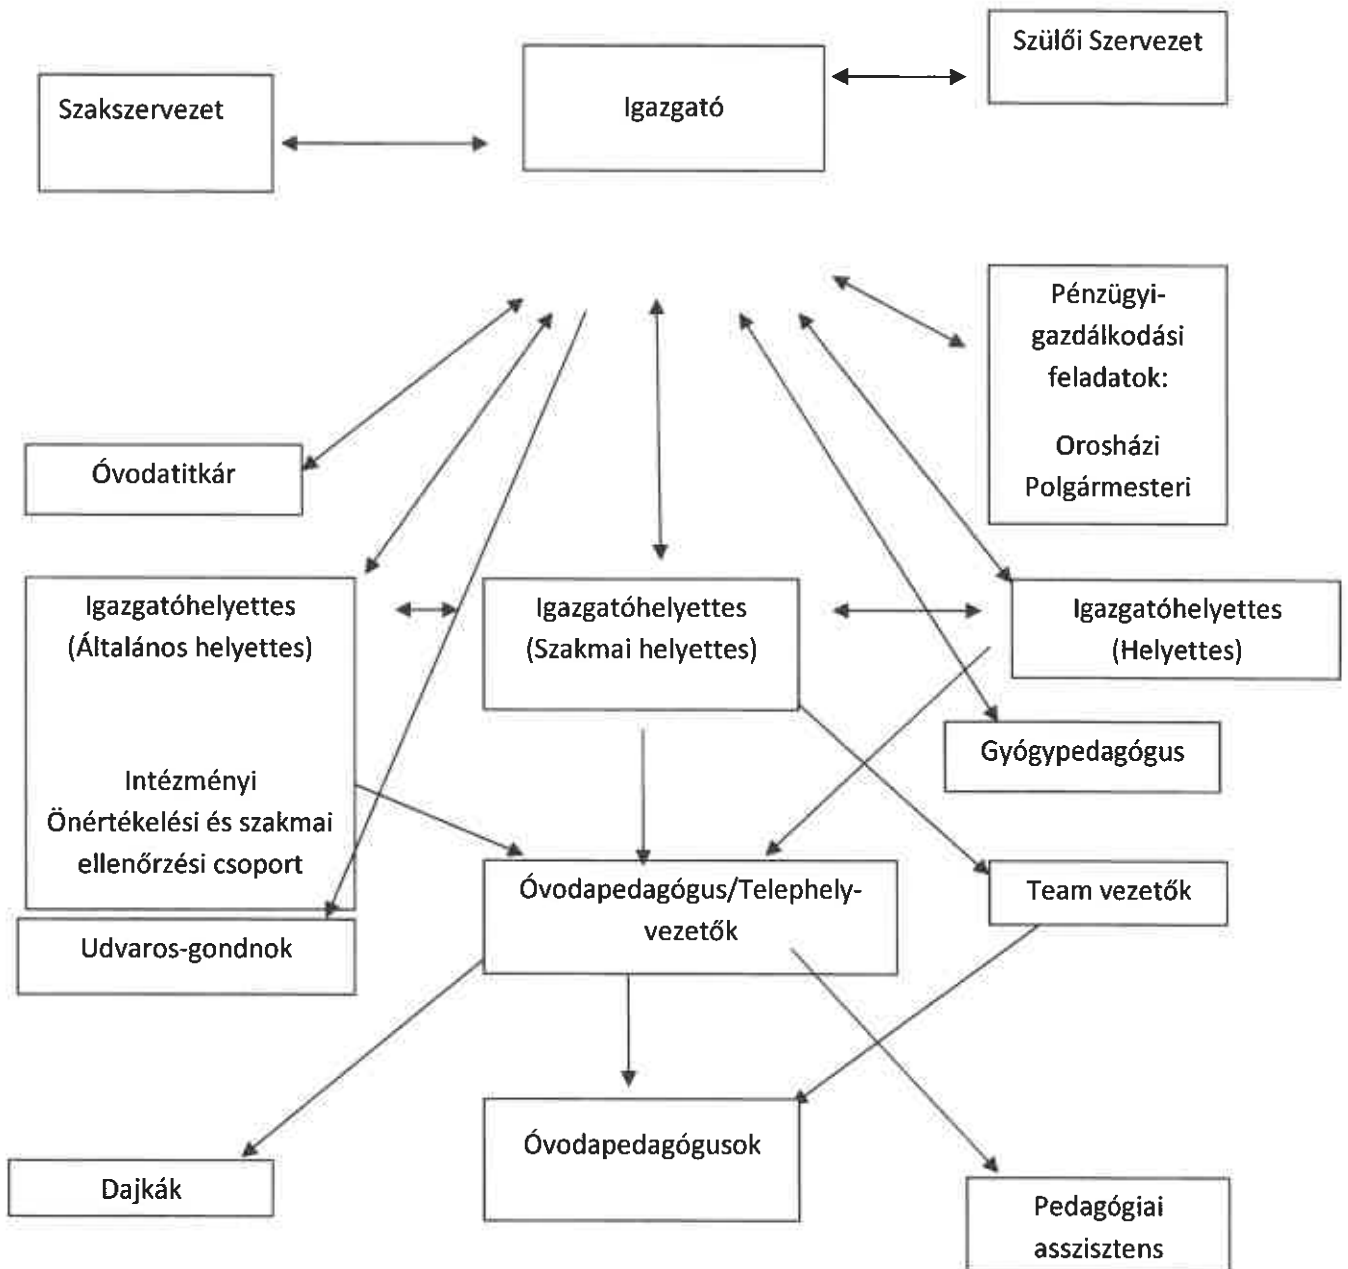 Szülői Szervezet
Igazgató
Szakszervezet
Pénzügyi-
gazdálkodási
feladatok:
Orosházi
Polgármesteri
Óvodatitkár
Igazgatóhelyettes
(Általános helyettes)
Igazgatóhelyettes
(Szakmai helyettes)
Igazgatóhelyettes
(Helyettes)
Gyógypedagógus
Intézményi
Önértékelési és szakmai
ellenőrzési csoport
Óvodapedagógus/Telephely-
vezetők
Team vezetők
Udvaros-gondnok
Óvodapedagógusok
Dajkák
Pedagógiai
asszisztens